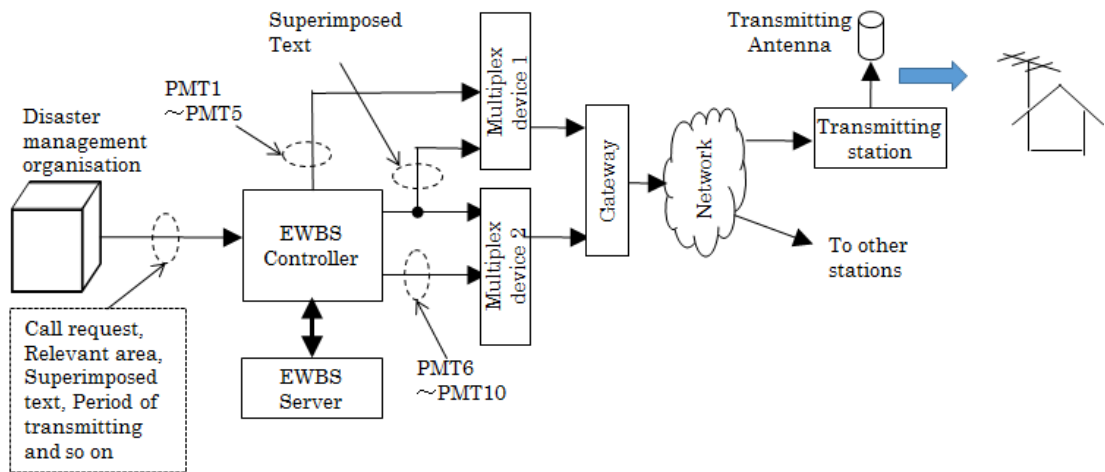 Superimposed
Text
PMT1
~PMT5
Disaster
management
organisation
Multiplex
device 1
Transmitting
Antenna
Transmitting
station
Gateway
Network
EWBS
Controller
Multiplex
device 2
To other
stations
Call request,
Relevant area,
Superimposed
text, Period of
transmitting
and so on
EWBS
Server
PMT6
~PMT10